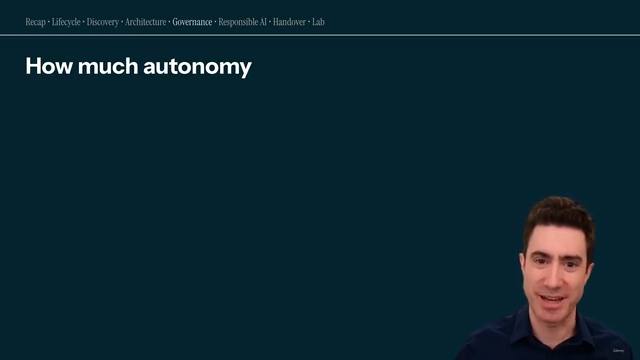 Recap • Lifecycle • Discovery • Architecture • Governance • Responsible AI • Handover • Lab
How much autonomy